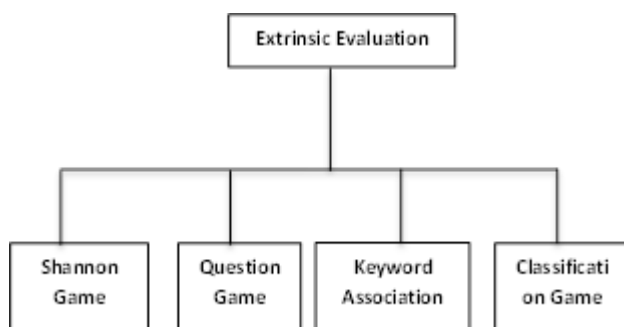 Extrinsic Evaluation
Shannon
Game
Question
Game
Keyword
Association
Classificati
on Game